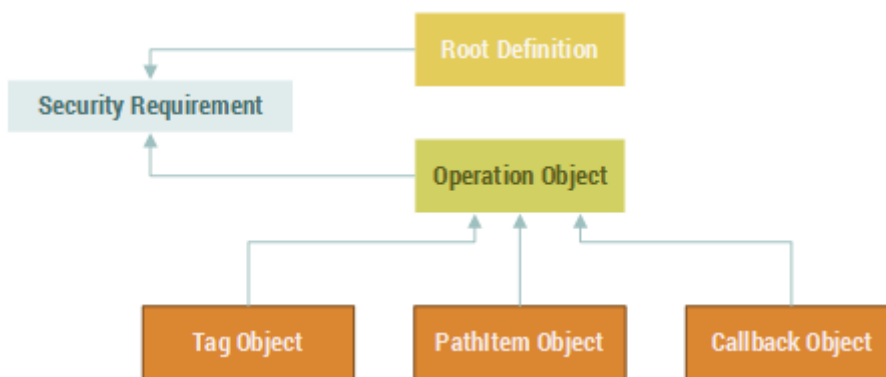 Root Definition
Security Requirement
Operation Object
Tag Object
PathItem Object
Callback Object